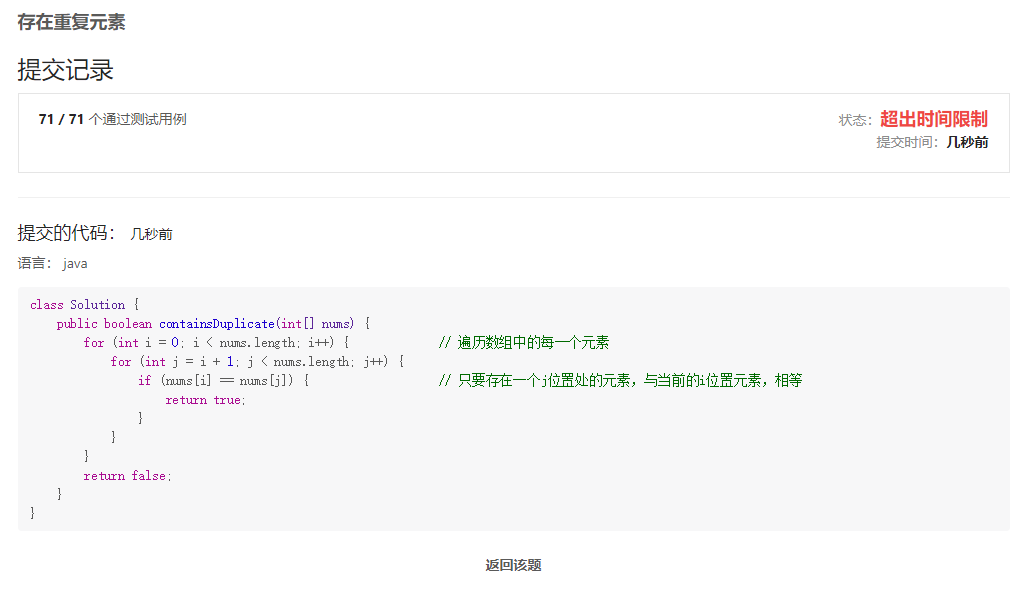 存在重复元素
提交记录
71 / 71 个通过测试用例
状态： 超出时间限制
提交时间：几秒前
提交的代码： 几秒前
语言： java
class Solution {
    public boolean containsDuplicate(int[] nums) {
        for (int i = 0; i < nums.length; i++) {             // 遍历数组中的每一个元素
            for (int j = i + 1; j < nums.length; j++) {
                if (nums[i] == nums[j]) {                   // 只要存在一个j位置处的元素，与当前的i位置元素，相等
                    return true;
                }
            }
        }
        return false;
    }
}
返回该题